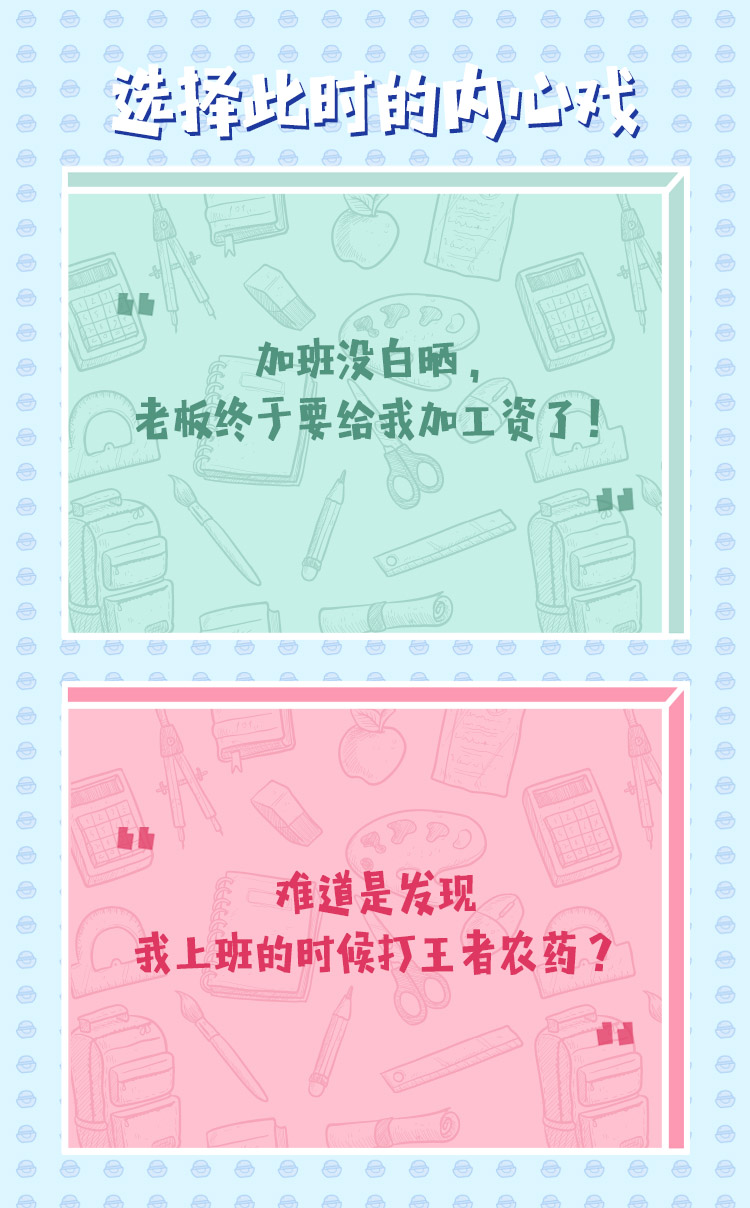 选择此时的内心戏
“
加班没白晒，
老板终于要给我加工资了！
”
“
难道是发现
我上班的时候打王者农药？
”